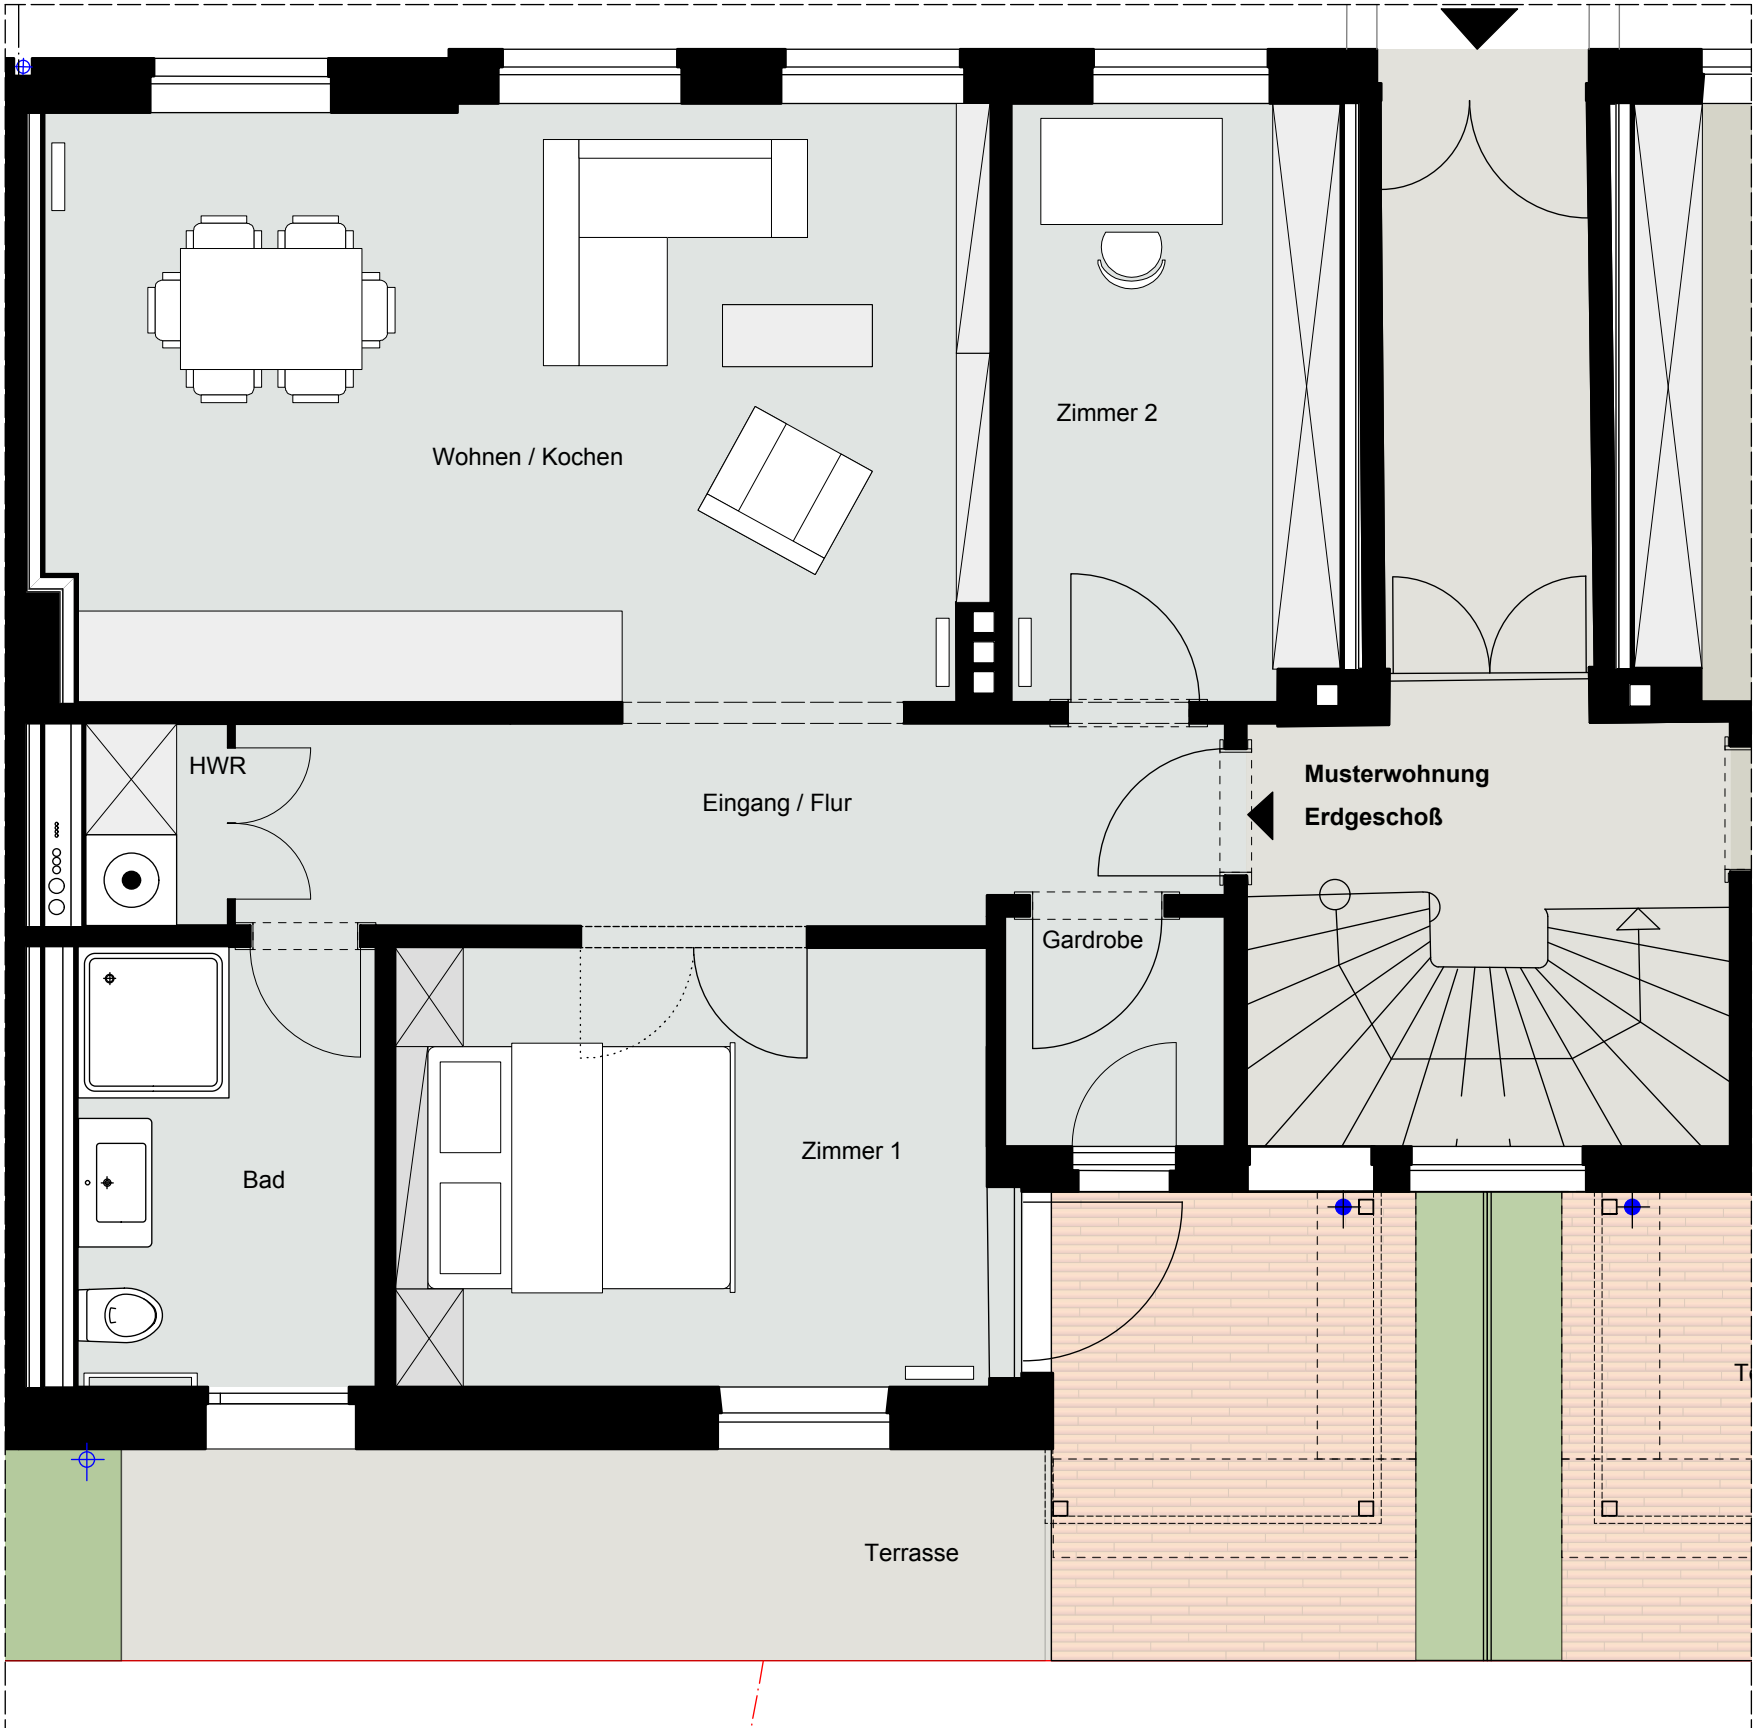 Zimmer 2
Wohnen / Kochen
HWR
Eingang / Flur
Musterwohnung
Erdgeschoß
Gardrobe
Zimmer 1
Bad
Terrasse